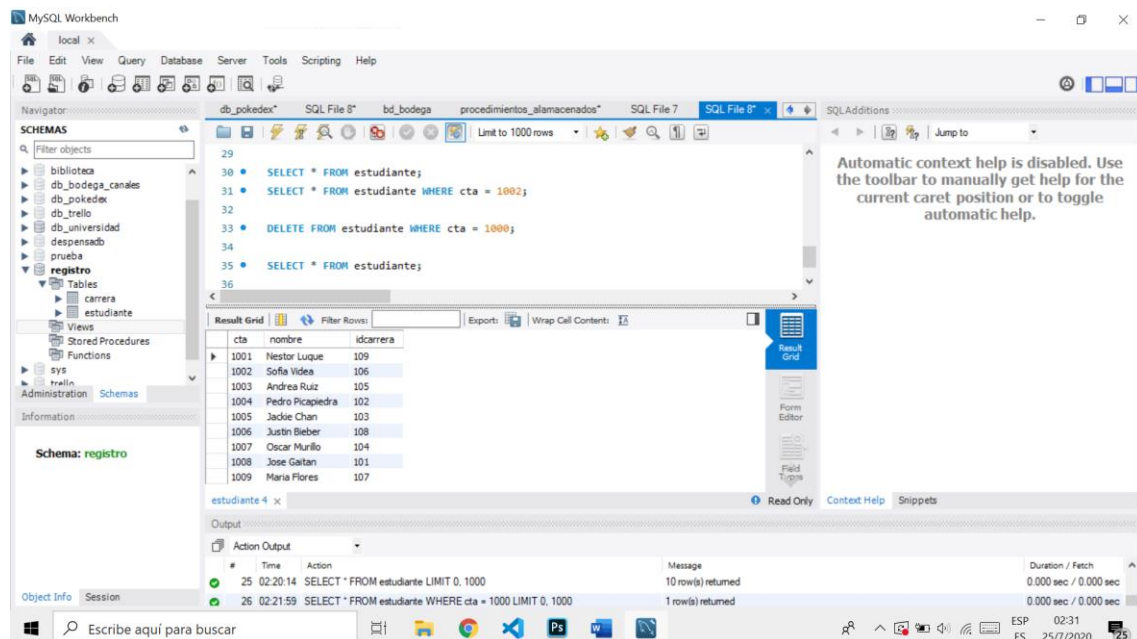 MySQL Workbench
local ×
File Edit View Query Database Server Tools Scripting Help
Navigator
SCHEMAS
Filter objects
biblioteca
db_bodega_canales
db_pokedex
db_trello
db_universidad
despensadb
prueba
registro
Tables
carrera
estudiante
Views
Stored Procedures
Functions
sys
trello
Administration Schemas
Information
Schema: registro
Object Info Session
db_pokedex* SQL File 8* bd_bodega procedimientos_alamacenados* SQL File 7 SQL File 8* ×
Limit to 1000 rows
29
30 SELECT * FROM estudiante;
31 SELECT * FROM estudiante WHERE cta = 1002;
32
33 DELETE FROM estudiante WHERE cta = 1000;
34
35 SELECT * FROM estudiante;
36
Result Grid Filter Rows: Export: Wrap Cell Content:
cta nombre idcarrera
1001 Nestor Luque 109
1002 Sofia Videa 106
1003 Andrea Ruiz 105
1004 Pedro Picapiedra 102
1005 Jackie Chan 103
1006 Justin Bieber 108
1007 Oscar Murillo 104
1008 Jose Gaitan 101
1009 Maria Flores 107
Result Grid
Form Editor
Field Types
estudiante 4 ×
Read Only
SQLAdditions
Jump to
Automatic context help is disabled. Use
the toolbar to manually get help for the
current caret position or to toggle
automatic help.
Context Help Snippets
Output
Action Output
# Time Action Message Duration / Fetch
25 02:20:14 SELECT * FROM estudiante LIMIT 0, 1000 10 row(s) returned 0.000 sec / 0.000 sec
26 02:21:59 SELECT * FROM estudiante WHERE cta = 1000 LIMIT 0, 1000 1 row(s) returned 0.000 sec / 0.000 sec
Escribe aquí para buscar
Ps
W
ESP
ES
02:31
25/7/2020
25